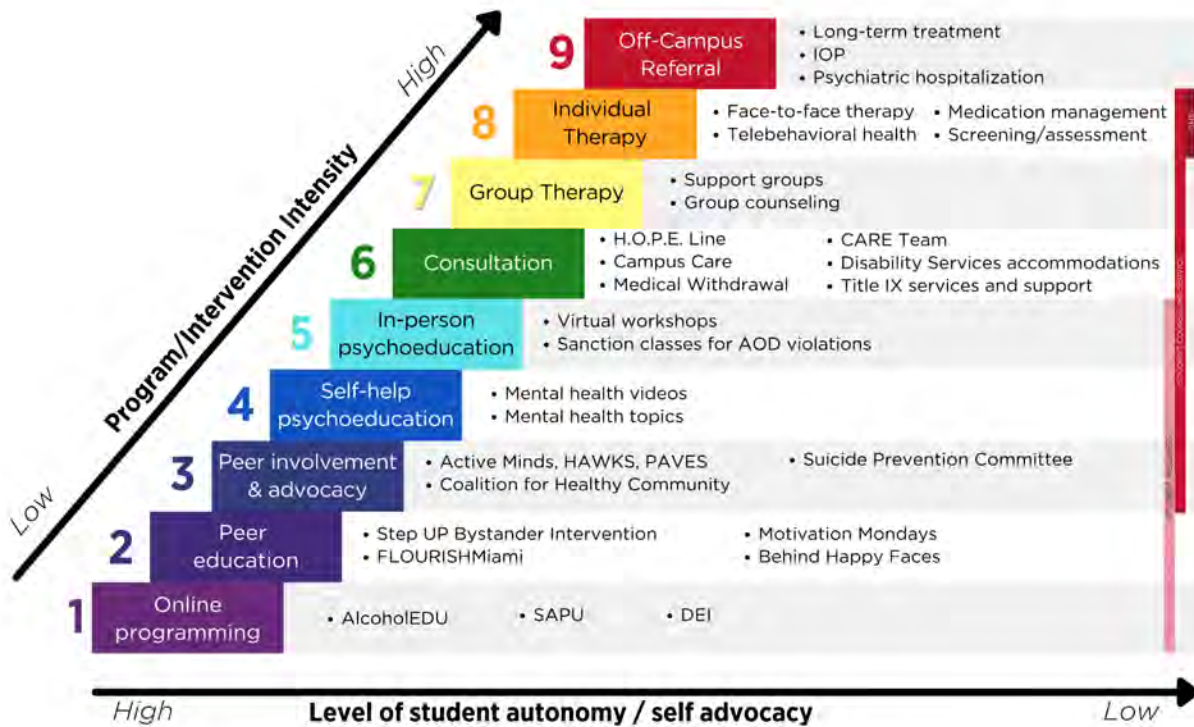 9
Off-Campus
Referral
• Long-term treatment
• IOP
• Psychiatric hospitalization
8
Individual
Therapy
• Face-to-face therapy
• Telebehavioral health
• Medication management
• Screening/assessment
7
Group Therapy
• Support groups
• Group counseling
6
Consultation
• H.O.P.E. Line
• Campus Care
• Medical Withdrawal
• CARE Team
• Disability Services accommodations
• Title IX services and support
5
In-person
psychoeducation
• Virtual workshops
• Sanction classes for AOD violations
4
Self-help
psychoeducation
• Mental health videos
• Mental health topics
3
Peer involvement
& advocacy
• Active Minds, HAWKS, PAVES
• Coalition for Healthy Community
• Suicide Prevention Committee
2
Peer
education
• Step UP Bystander Intervention
• FLOURISHMiami
• Motivation Mondays
• Behind Happy Faces
1
Online
programming
• AlcoholEDU
• SAPU
• DEI
High
Program/Intervention Intensity
Low
High
Level of student autonomy / self advocacy
Low